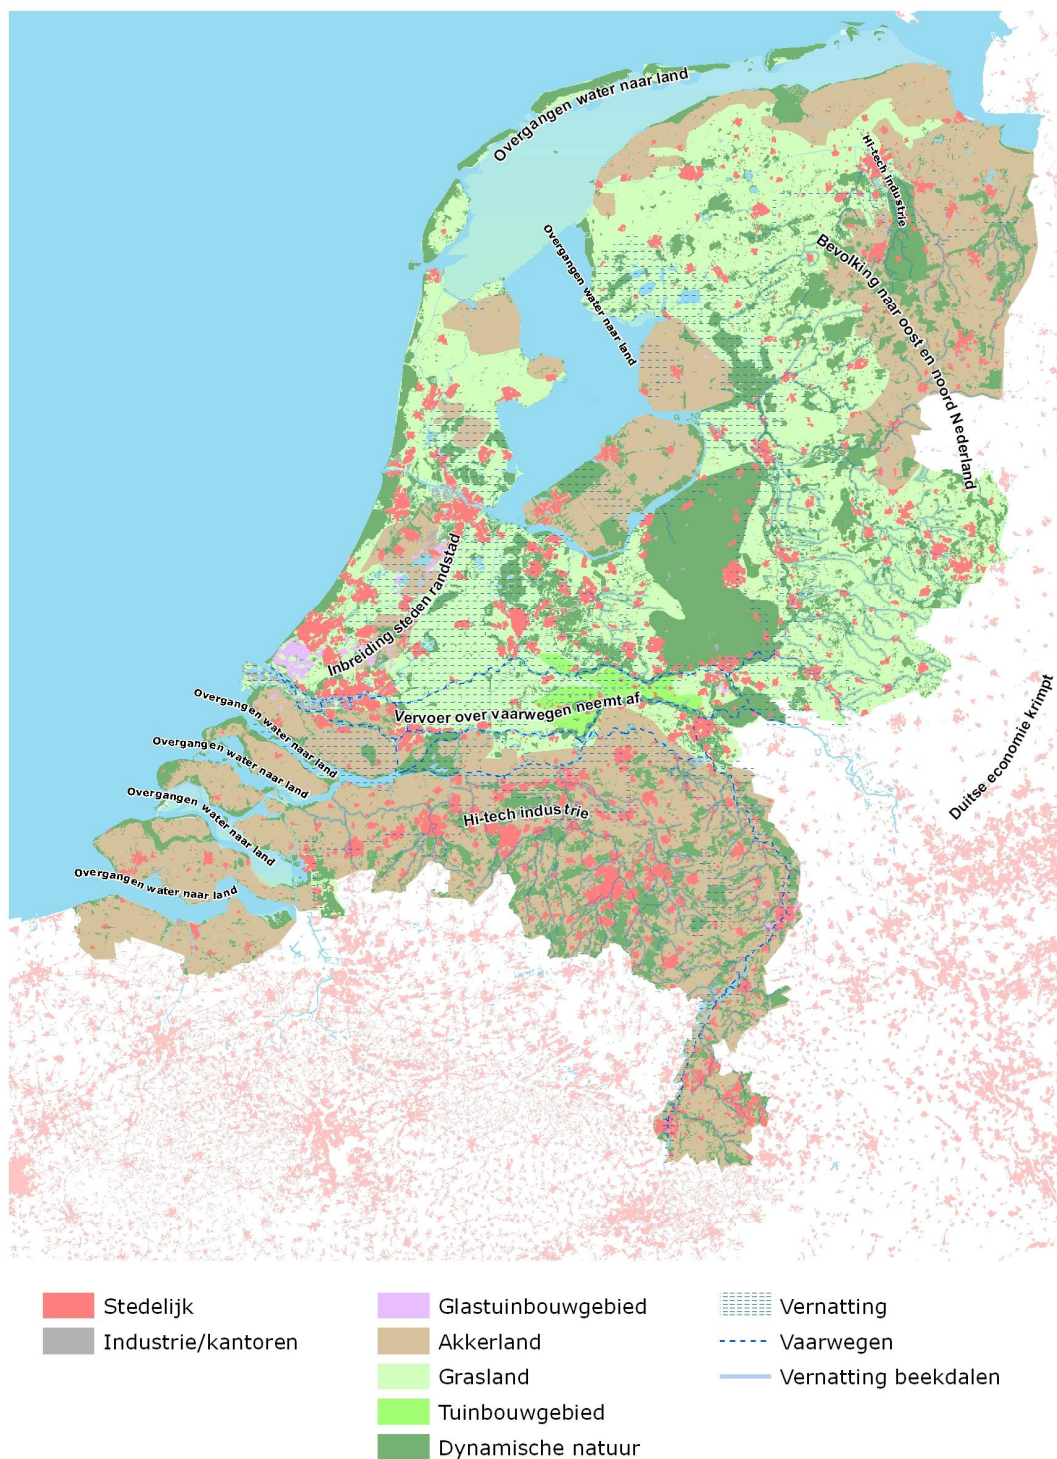 Overgangen water naar land
Hi-tech industrie
Overgangen water naar land
Bevolking naar oost en noord Nederland
Inbreiding steden randstad
Vervoer over vaarwegen neemt af
Overgangen water naar land
Overgangen water naar land
Overgangen water naar land
Overgangen water naar land
Hi-tech industrie
Duitse economie krimpt
Stedelijk
Industrie/kantoren
Glastuinbouwgebied
Akkerland
Grasland
Tuinbouwgebied
Dynamische natuur
Vernatting
Vaarwegen
Vernatting beekdalen